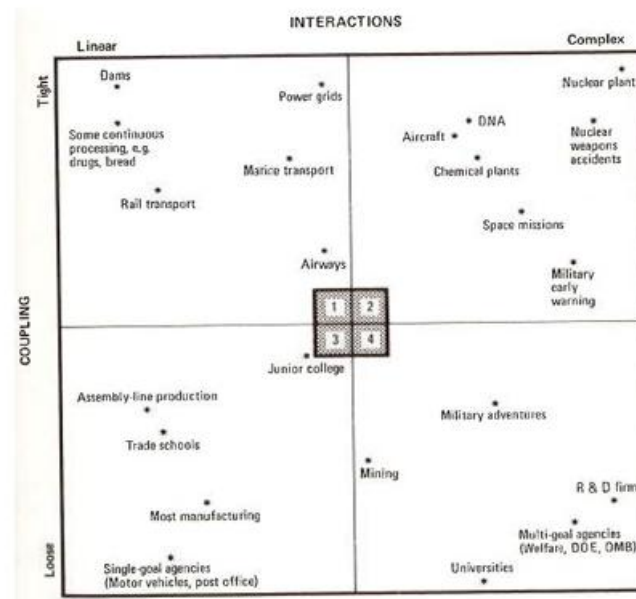 INTERACTIONS
Linear
Complex
Tight
Dams
Power grids
Nuclear plant
Some continuous
processing, e.g.
drugs, bread
DNA
Aircraft
Nuclear
weapons
accidents
Marine transport
Chemical plants
Rail transport
Space missions
Airways
Military
early
warning
COUPLING
1
2
3
4
Junior college
Assembly-line production
Military adventures
Trade schools
Mining
Most manufacturing
R & D firm
Multi-goal agencies
(Welfare, DOE, OMB)
Loose
Single-goal agencies
(Motor vehicles, post office)
Universities